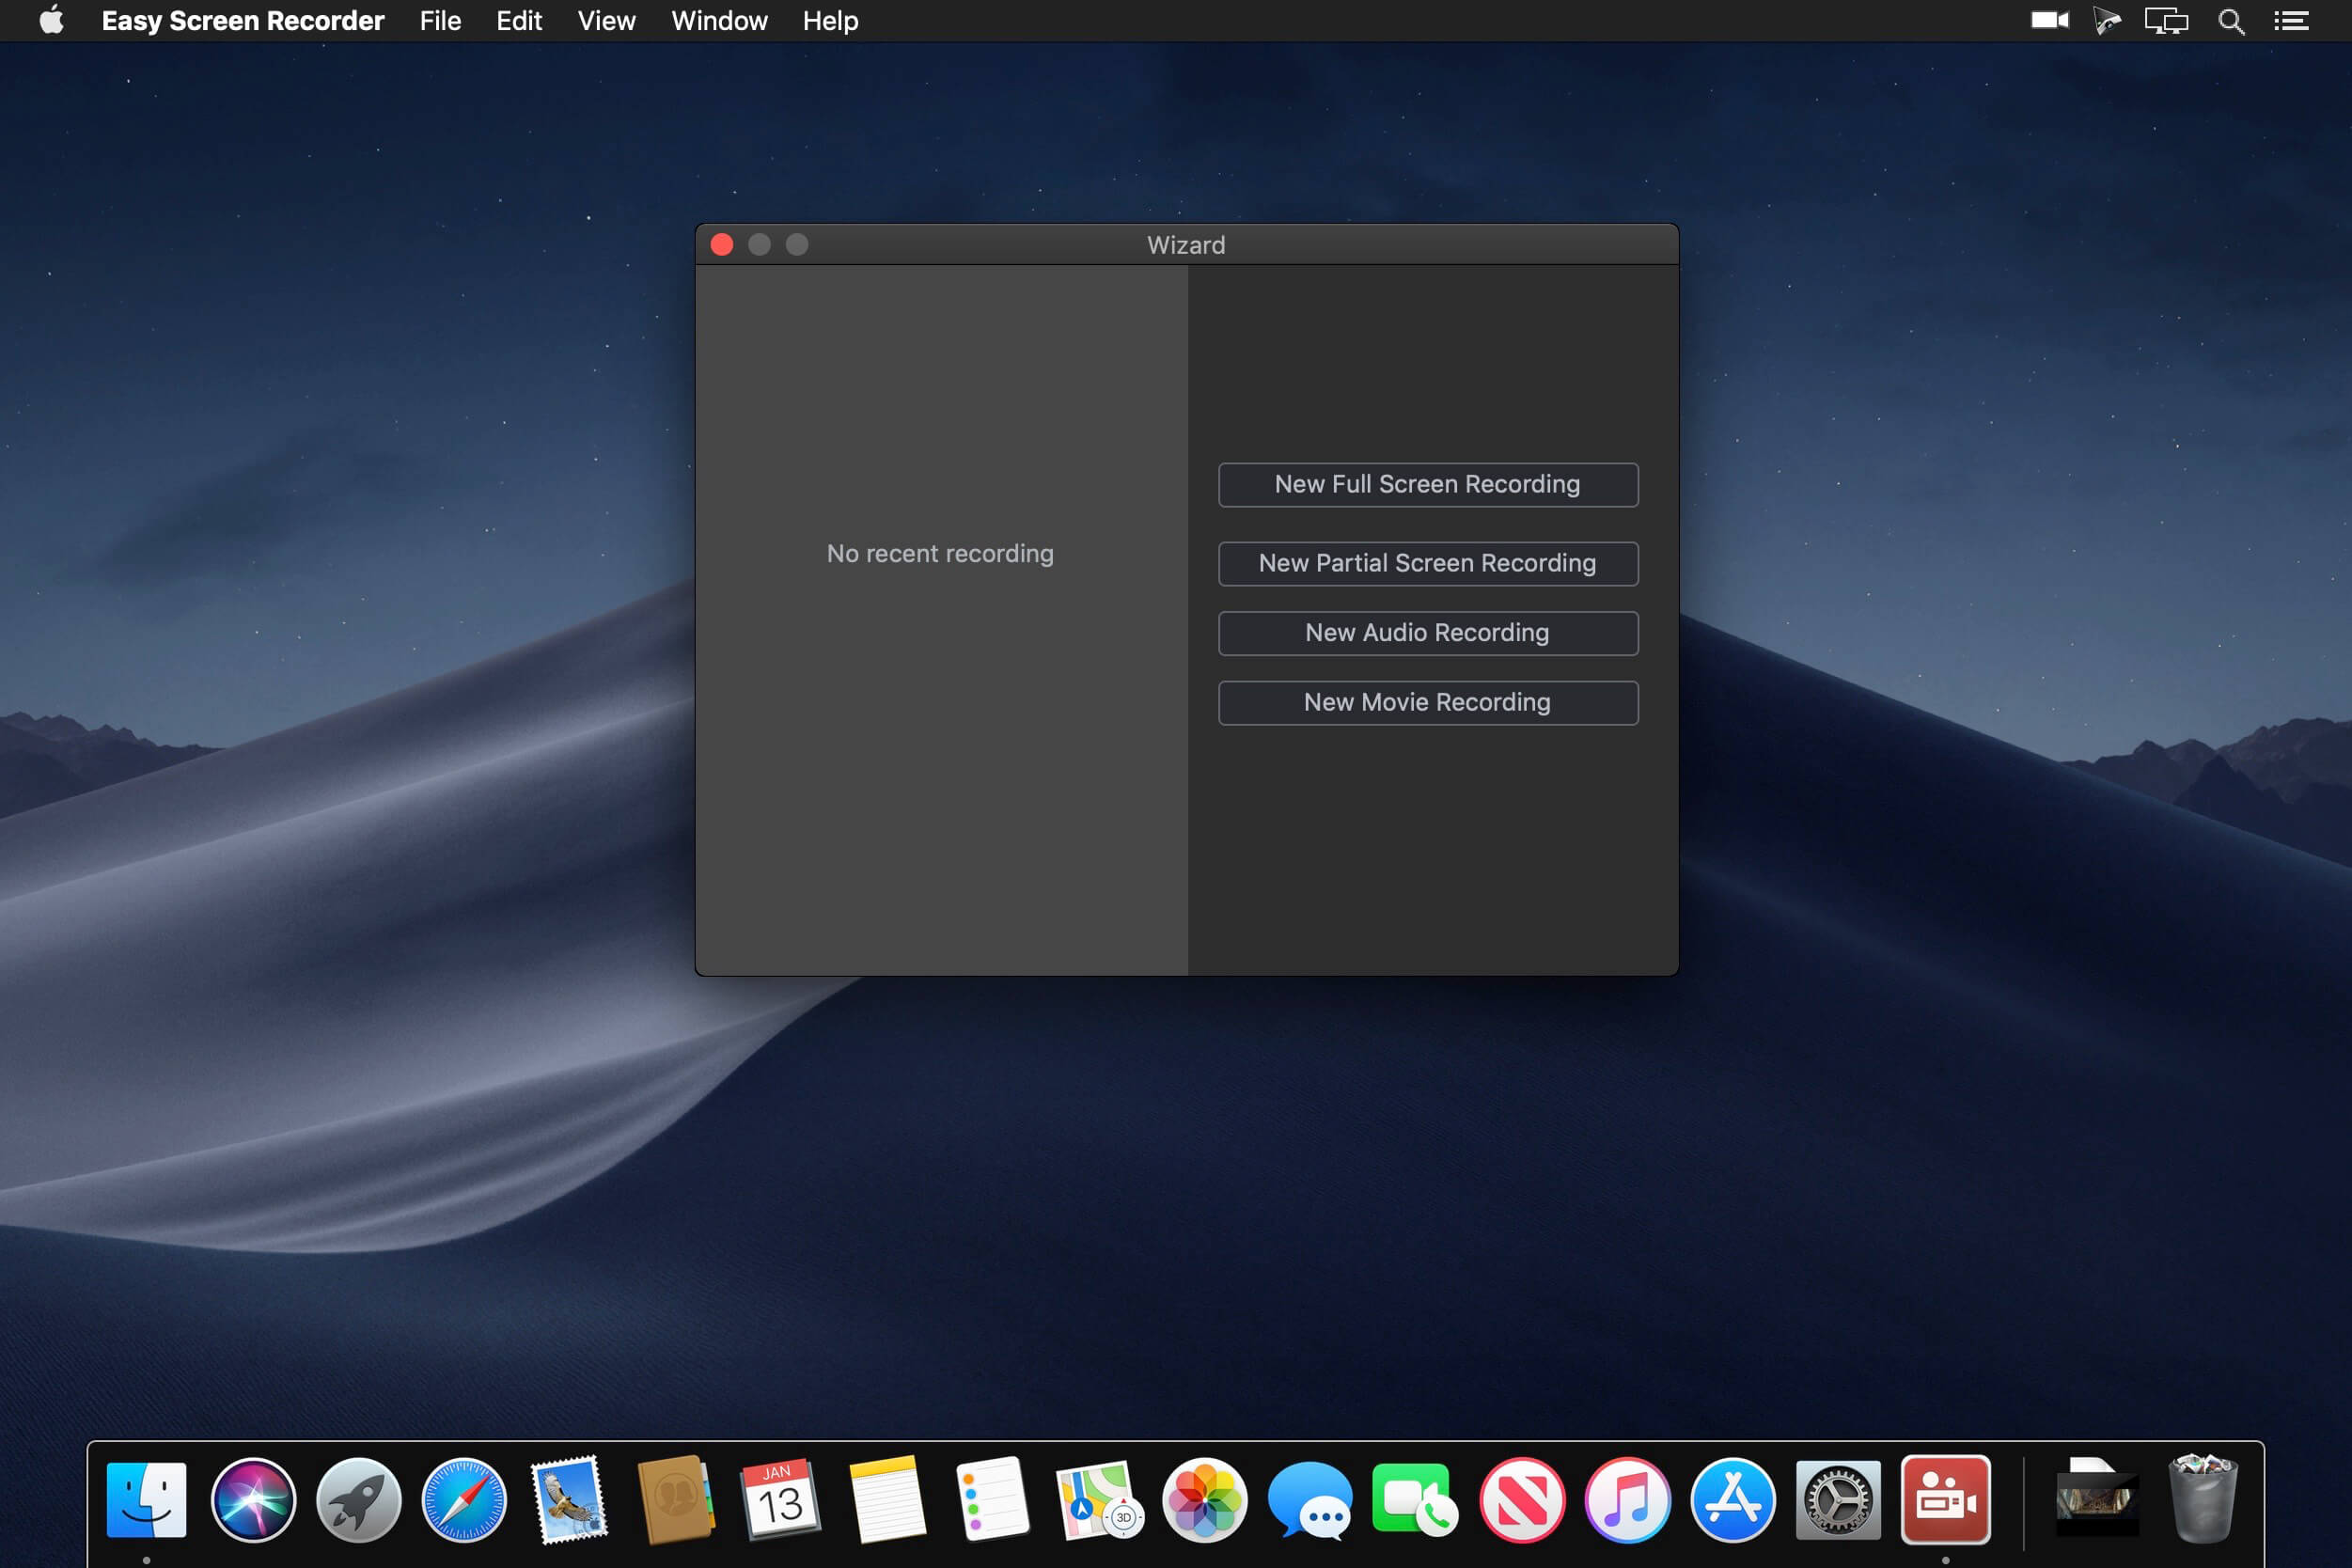 Easy Screen Recorder File Edit View Window Help
Wizard
No recent recording
New Full Screen Recording
New Partial Screen Recording
New Audio Recording
New Movie Recording
JAN
13
3D